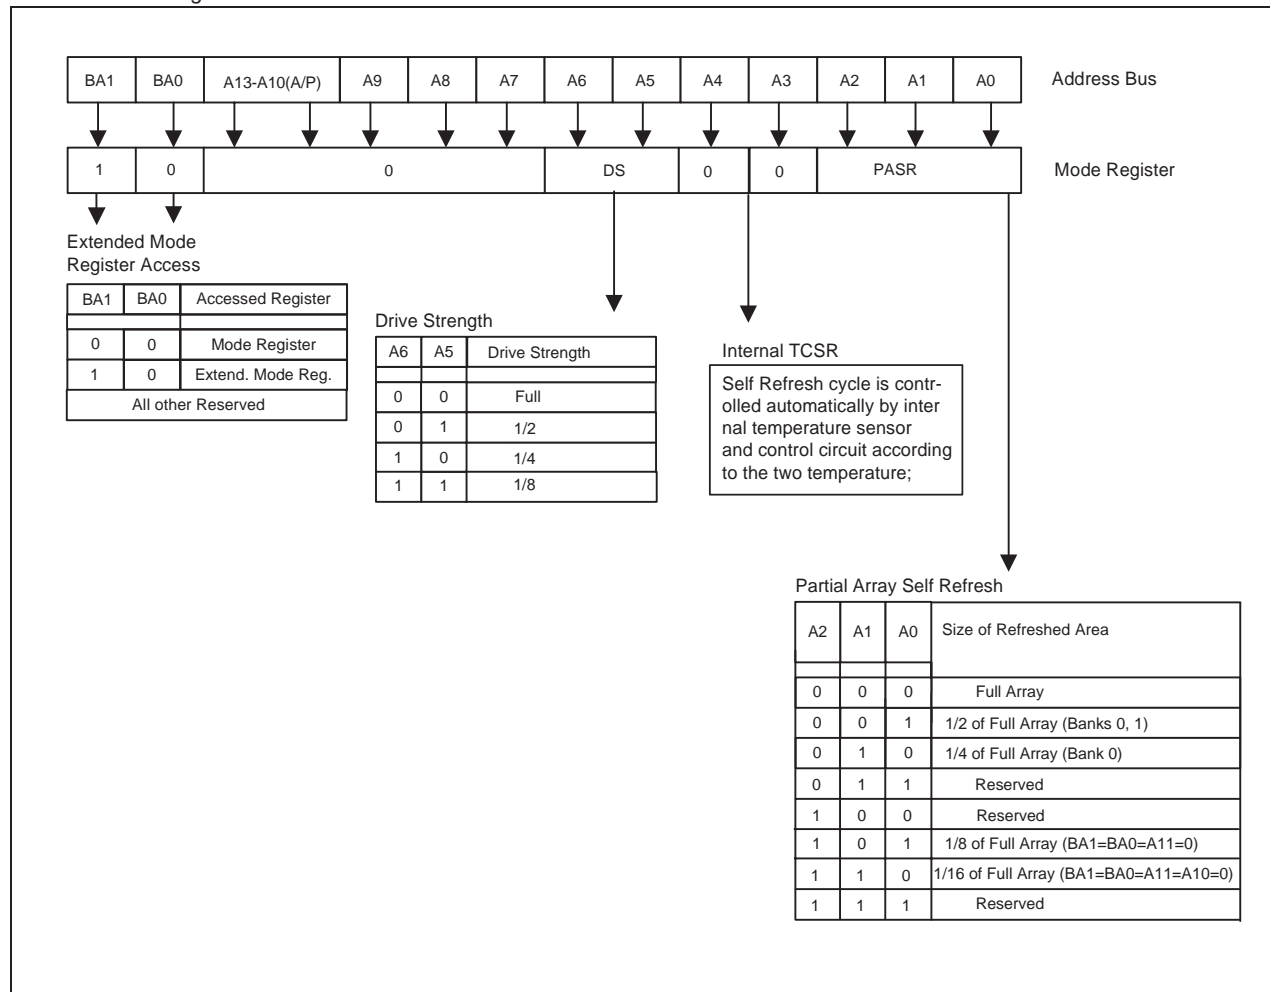 BA1 BA0 A13-A10(A/P) A9 A8 A7 A6 A5 A4 A3 A2 A1 A0 Address Bus
1 0 0 DS 0 0 PASR Mode Register
Extended Mode
Register Access
BA1 BA0 Accessed Register
0 0 Mode Register
1 0 Extend. Mode Reg.
All other Reserved
Drive Strength
A6 A5 Drive Strength
0 0 Full
0 1 1/2
1 0 1/4
1 1 1/8
Internal TCSR
Self Refresh cycle is contr-
olled automatically by inter
nal temperature sensor
and control circuit according
to the two temperature;
Partial Array Self Refresh
A2 A1 A0 Size of Refreshed Area
0 0 0 Full Array
0 0 1 1/2 of Full Array (Banks 0, 1)
0 1 0 1/4 of Full Array (Bank 0)
0 1 1 Reserved
1 0 0 Reserved
1 0 1 1/8 of Full Array (BA1=BA0=A11=0)
1 1 0 1/16 of Full Array (BA1=BA0=A11=A10=0)
1 1 1 Reserved